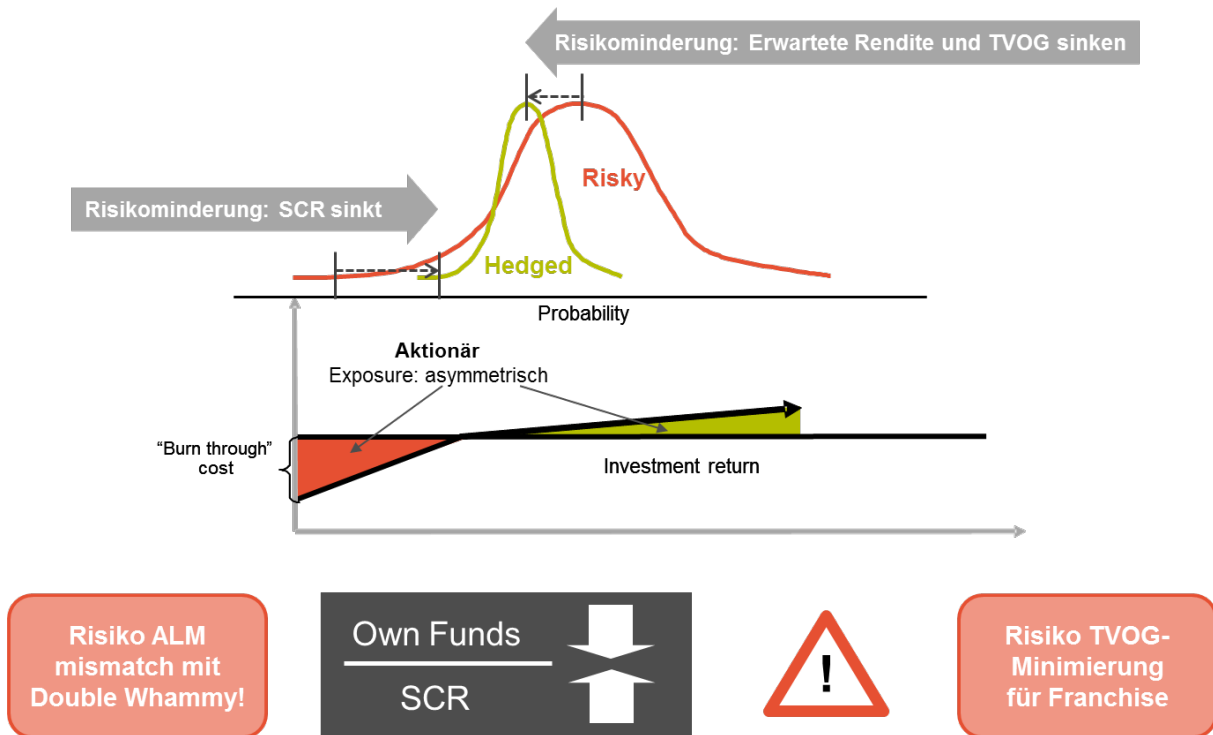 Risikominderung: Erwartete Rendite und TVOG sinken
Risky
Risikominderung: SCR sinkt
Hedged
Probability
Aktionär
Exposure: asymmetrisch
“Burn through”
cost
Investment return
Risiko ALM
mismatch mit
Double Whammy!
Own Funds
SCR
!
Risiko TVOG-
Minimierung
für Franchise